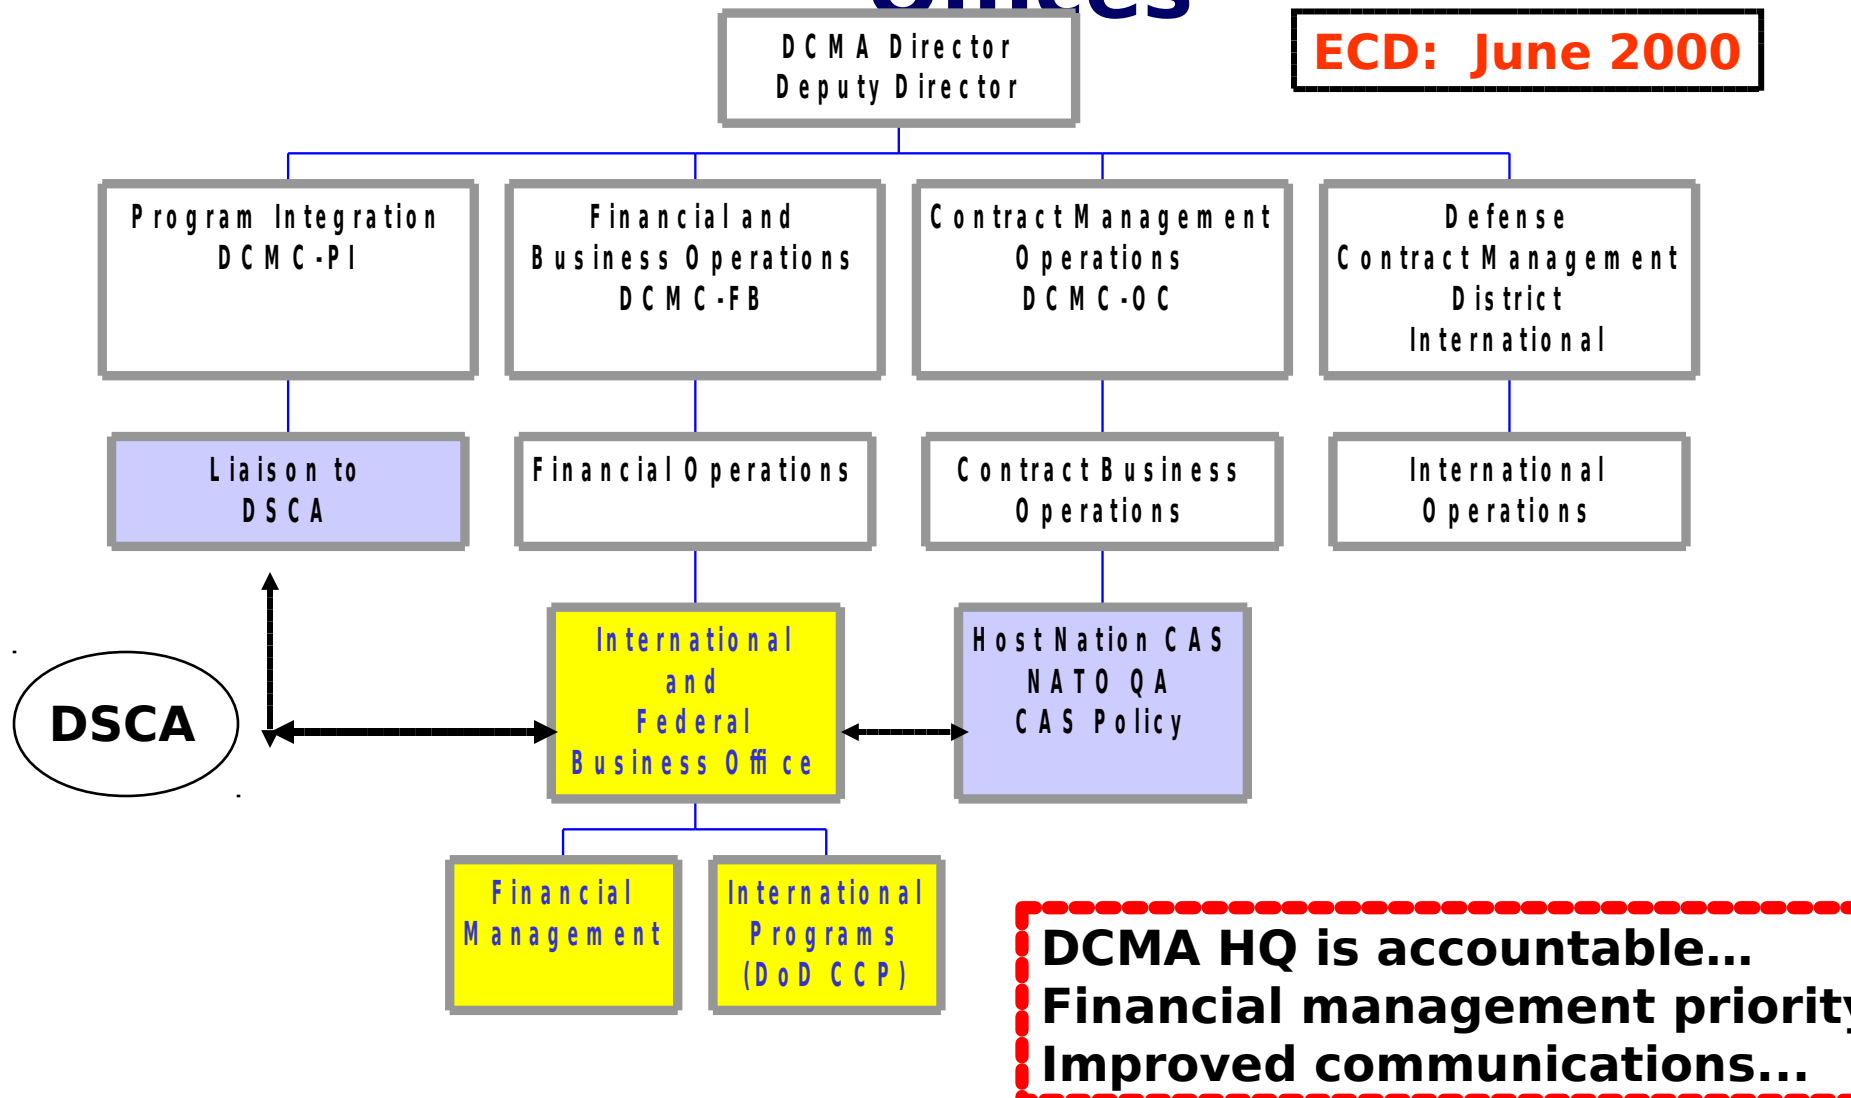 Offices
DCMA Director
Deputy Director
ECD: June 2000
Program Integration
DCMC-PI
Financial and
Business Operations
DCMC-FB
Contract Management
Operations
DCMC-OC
Defense
Contract Management
District
International
Liaison to
DSCA
Financial Operations
Contract Business
Operations
International
Operations
DSCA
International
and
Federal
Business Office
Host Nation CAS
NATO QA
CAS Policy
Financial
Management
International
Programs
(DoD CCP)
DCMA HQ is accountable…
Financial management priority
Improved communications...